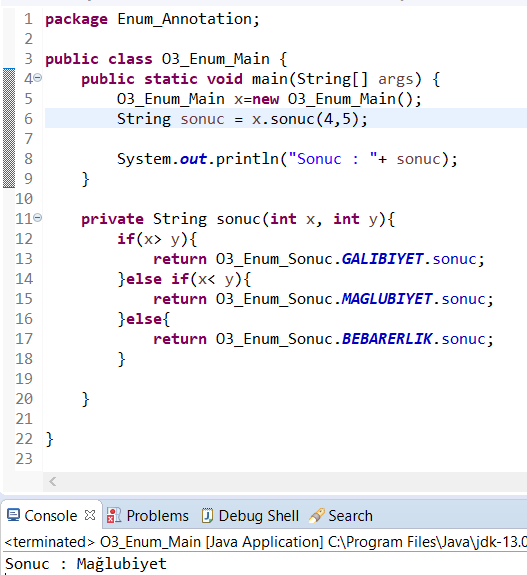 1 package Enum_Annotation;
2
3 public class O3_Enum_Main {
4 public static void main(String[] args) {
5 O3_Enum_Main x=new O3_Enum_Main();
6 String sonuc = x.sonuc(4,5);
7
8 System.out.println("Sonuc : "+ sonuc);
9 }
10
11 private String sonuc(int x, int y){
12 if(x> y){
13 return O3_Enum_Sonuc.GALIBIYET.sonuc;
14 }else if(x< y){
15 return O3_Enum_Sonuc.MAGLUBIYET.sonuc;
16 }else{
17 return O3_Enum_Sonuc.BEBARERLIK.sonuc;
18 }
19
20 }
21
22 }
23
Console Problems Debug Shell Search
<terminated> O3_Enum_Main [Java Application] C:\Program Files\Java\jdk-13.0
Sonuc : Mağlubiyet